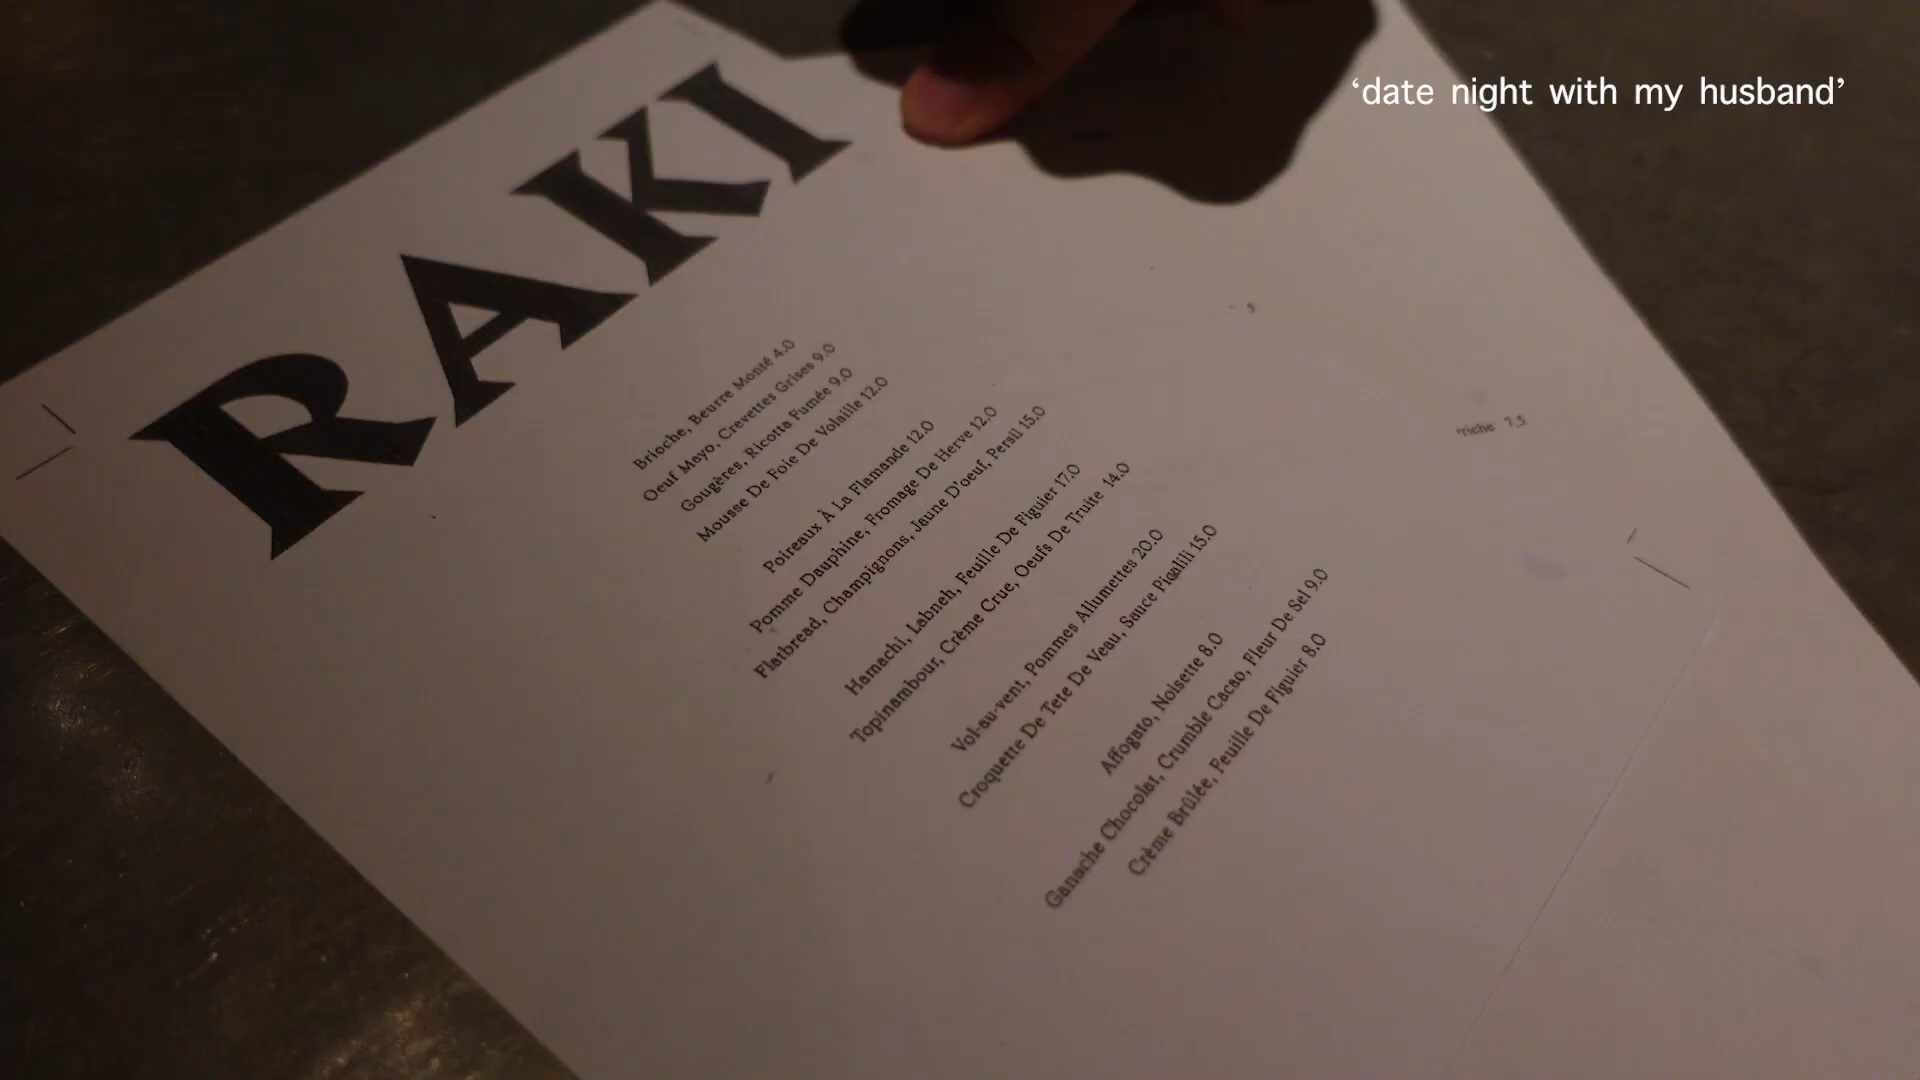 ‘date night with my husband’
RAKI
Brioche, Beurre Monté 4.0
Oeuf Mayo, Crevettes Grises 9.0
Gougères, Ricotta Fumée 9.0
Mousse De Foie De Volaille 12.0
Poireaux À La Flamande 12.0
Pomme Dauphine, Fromage De Herve 12.0
Flatbread, Champignons, Jaune D'oeuf, Persil 15.0
Hamachi, Labneh, Feuille De Figuier 17.0
Topinambour, Crème Crue, Oeufs De Truite 14.0
Vol-au-vent, Pommes Allumettes 20.0
Croquette De Tete De Veau, Sauce Picalilli 15.0
Affogato, Noisette 8.0
Ganache Chocolat, Crumble Cacao, Fleur De Sel 9.0
Crème Brûlée, Feuille De Figuier 8.0
7,5